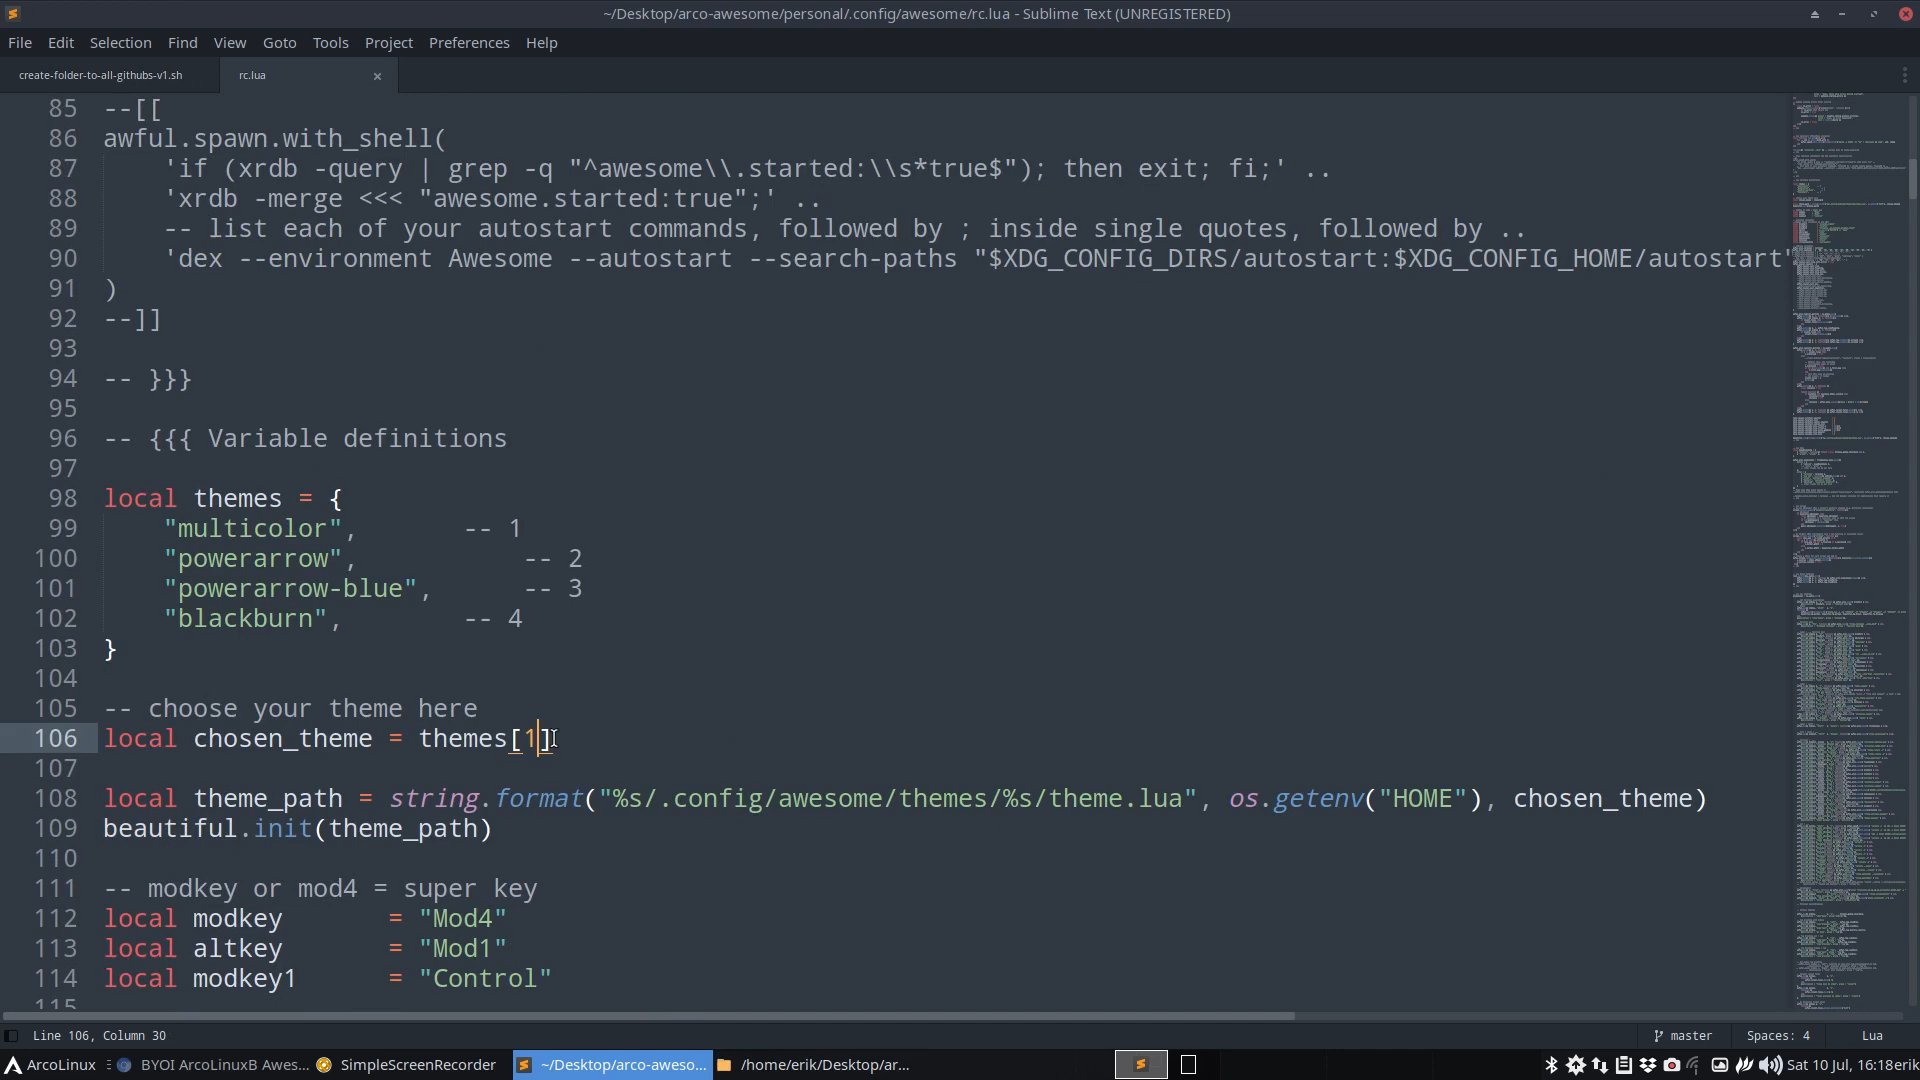 ~/Desktop/arco-awesome/personal/.config/awesome/rc.lua - Sublime Text (UNREGISTERED)
File Edit Selection Find View Goto Tools Project Preferences Help
create-folder-to-all-githubs-v1.sh rc.lua
85 --[[
86 awful.spawn.with_shell(
87 'if (xrdb -query | grep -q "^awesome\\.started:\\s*true$"); then exit; fi;' ..
88 'xrdb -merge <<< "awesome.started:true";' ..
89 -- list each of your autostart commands, followed by ; inside single quotes, followed by ..
90 'dex --environment Awesome --autostart --search-paths "$XDG_CONFIG_DIRS/autostart:$XDG_CONFIG_HOME/autostart"
91 )
92 --]]
93
94 -- }}}
95
96 -- {{{ Variable definitions
97
98 local themes = {
99 "multicolor", -- 1
100 "powerarrow", -- 2
101 "powerarrow-blue", -- 3
102 "blackburn", -- 4
103 }
104
105 -- choose your theme here
106 local chosen_theme = themes[1]
107
108 local theme_path = string.format("%s/.config/awesome/themes/%s/theme.lua", os.getenv("HOME"), chosen_theme)
109 beautiful.init(theme_path)
110
111 -- modkey or mod4 = super key
112 local modkey = "Mod4"
113 local altkey = "Mod1"
114 local modkey1 = "Control"
115
Line 106, Column 30 master Spaces: 4 Lua
ArcoLinux BYOI ArcoLinuxB Awes... SimpleScreenRecorder ~/Desktop/arco-aweso... /home/erik/Desktop/ar... Sat 10 Jul, 16:18 erik